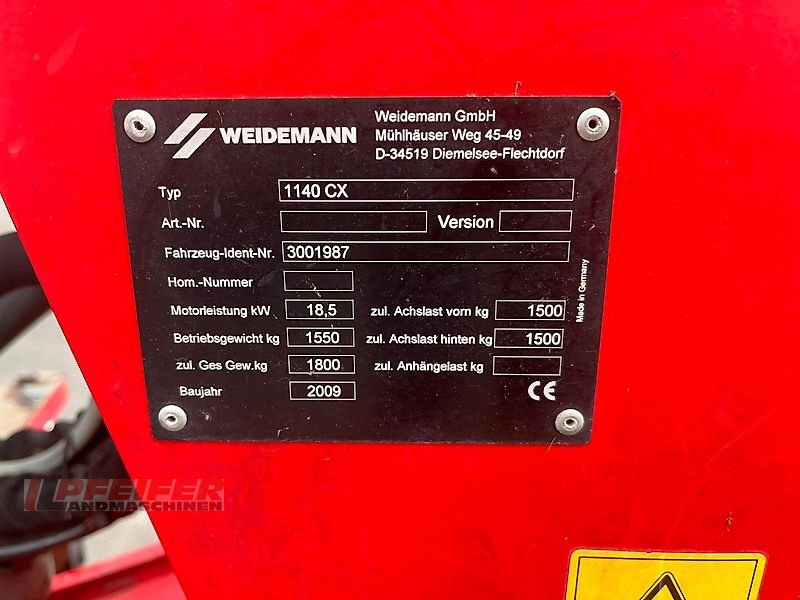 WEIDEMANN
Weidemann GmbH
Mühlhäuser Weg 45-49
D-34519 Diemelsee-Flechtdorf
Typ 1140 CX
Art.-Nr. Version
Fahrzeug-Ident-Nr. 3001987
Hom.-Nummer
Motorleistung kW 18,5 zul. Achslast vorn kg 1500
Betriebsgewicht kg 1550 zul. Achslast hinten kg 1500
zul. Ges Gew.kg 1800 zul. Anhängelast kg
Baujahr 2009 CE
Made in Germany
PFEIFER
LANDMASCHINEN